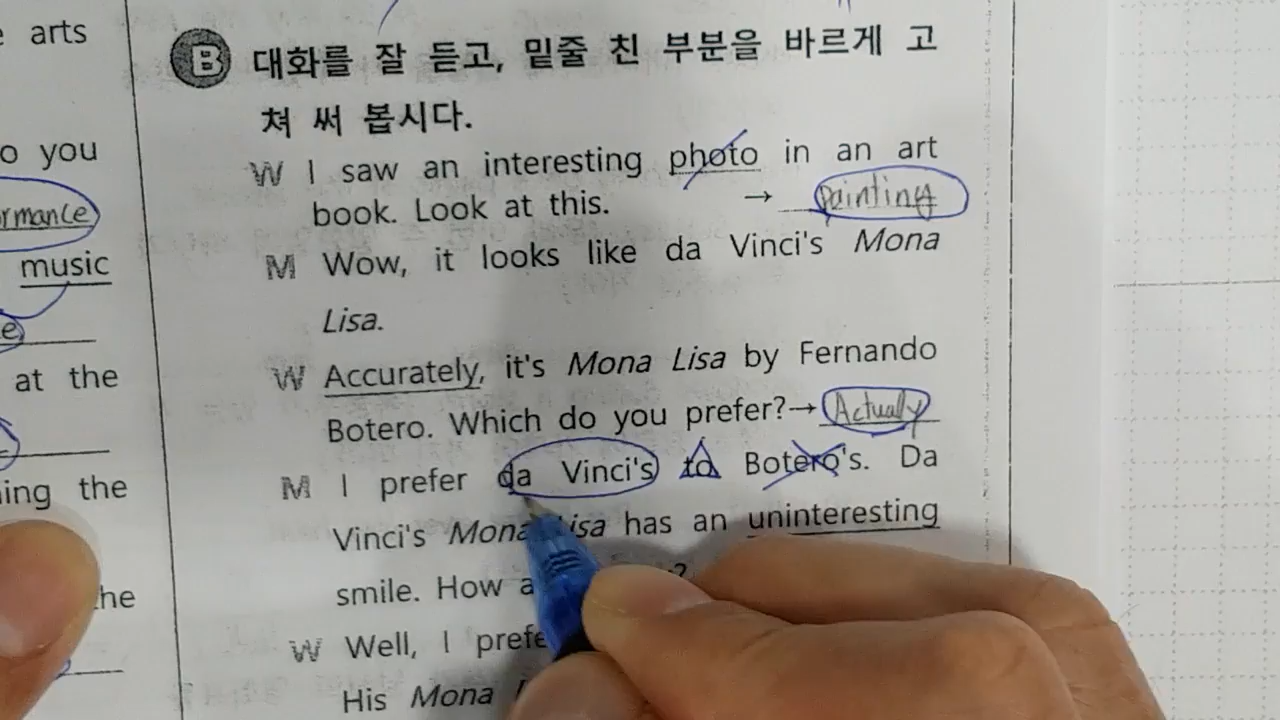 arts
o you
rmance
music
e
at the
ing the
he
B 대화를 잘 듣고, 밑줄 친 부분을 바르게 고
쳐 써 봅시다.
W I saw an interesting photo in an art
book. Look at this. → painting
M Wow, it looks like da Vinci's Mona
Lisa.
W Accurately, it's Mona Lisa by Fernando
Botero. Which do you prefer?→ Actually
M I prefer da Vinci's to Botero's. Da
Vinci's Mona Lisa has an uninteresting
smile. How a ?
W Well, I prefe
His Mona